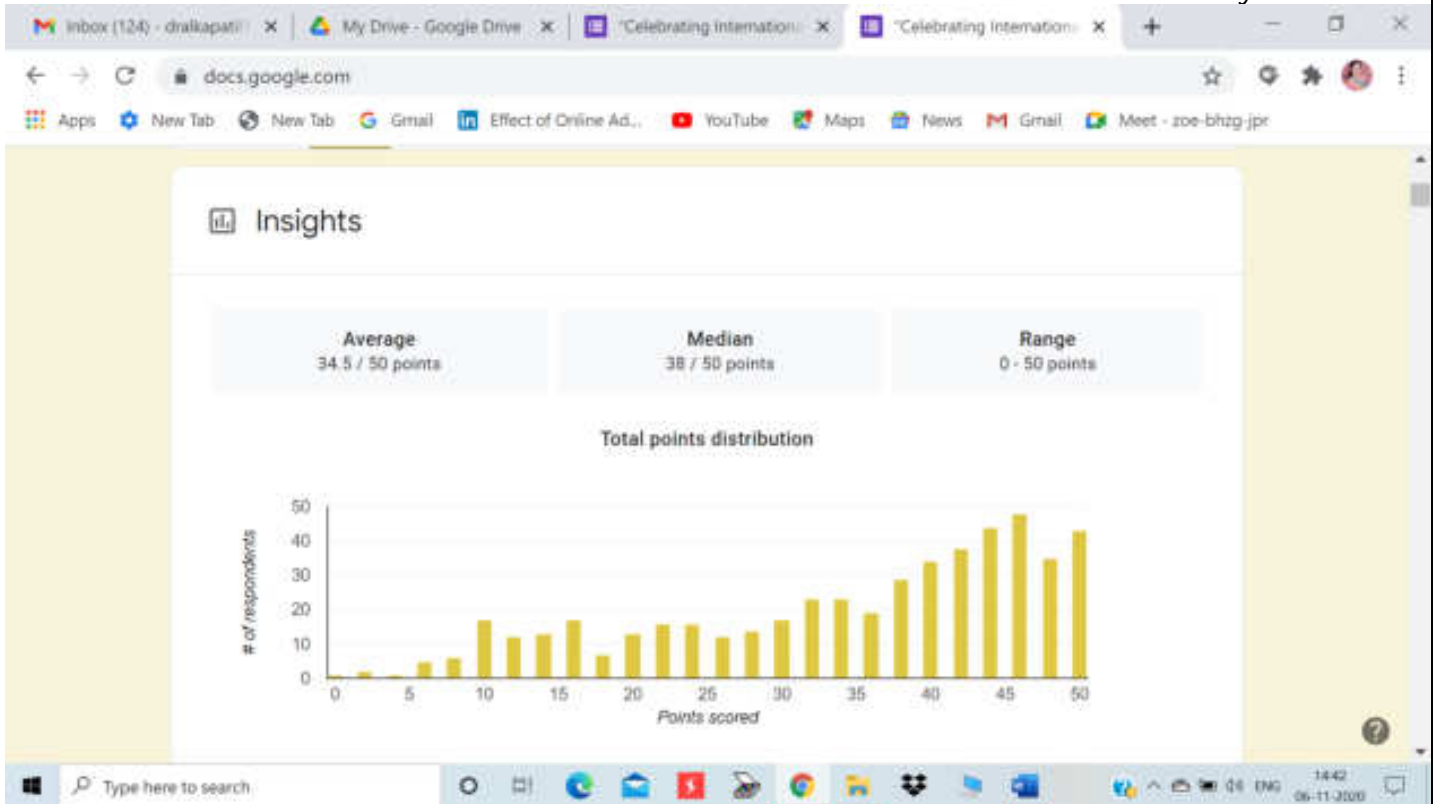 Inbox (124) - dralkapatil
My Drive - Google Drive
"Celebrating Internation
"Celebrating Internation
docs.google.com
Apps New Tab New Tab Gmail Effect of Online Ad... YouTube Maps News Gmail Meet - zoe-bhzg-jpr
Insights
Average Median Range
34.5 / 50 points 38 / 50 points 0 - 50 points
Total points distribution
# of respondents
50
40
30
20
10
0
0 5 10 15 20 25 30 35 40 45 50
Points scored
Type here to search
ENG
14:42
06-11-2020